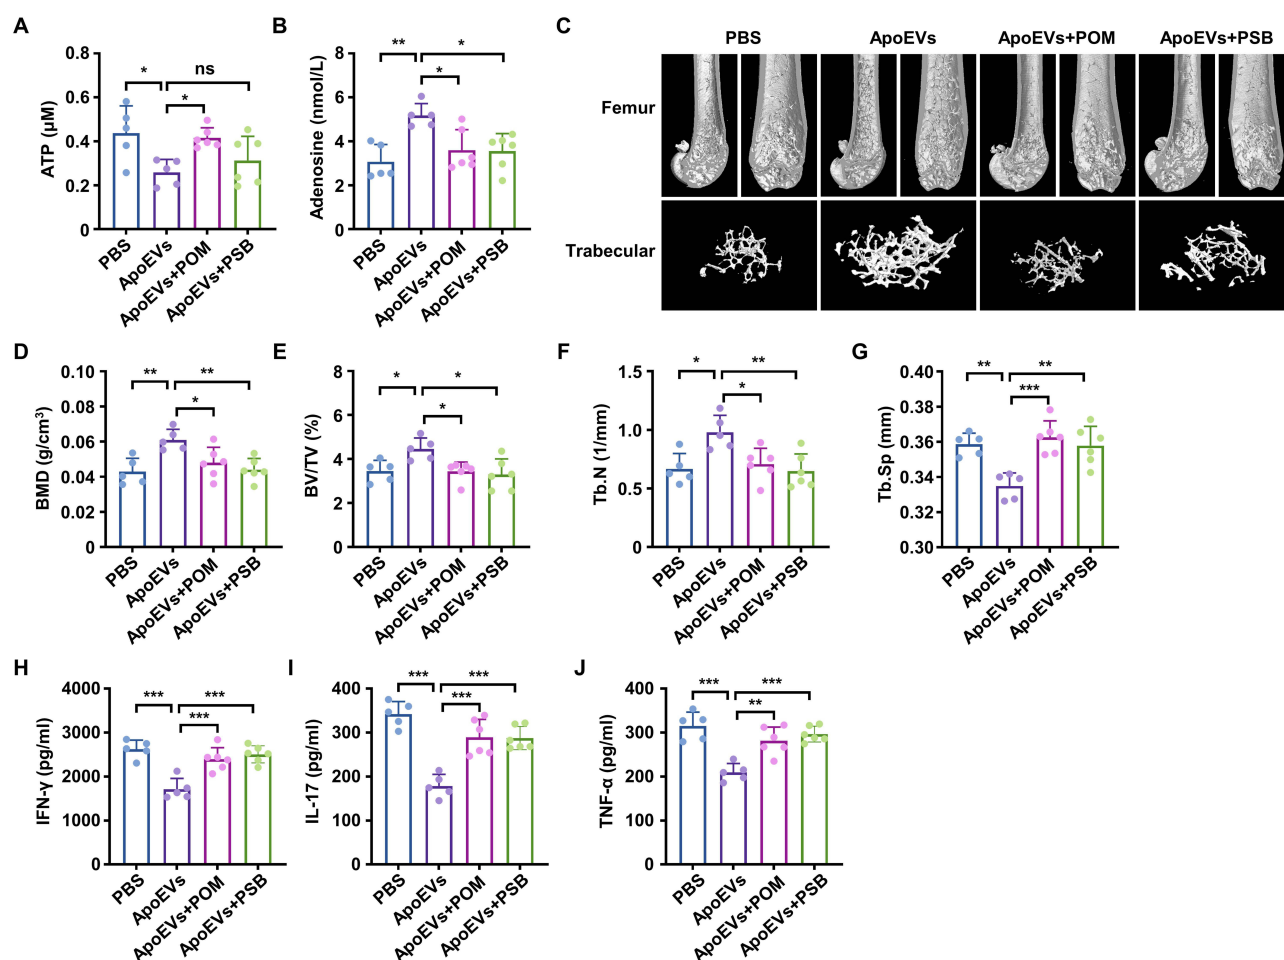 A
ATP (μM)
0.8
0.6
0.4
0.2
0
*
ns
*
PBS
ApoEVs
ApoEVs+POM
ApoEVs+PSB
B
Adenosine (nmol/L)
8
6
4
2
0
**
*
*
PBS
ApoEVs
ApoEVs+POM
ApoEVs+PSB
C
PBS
ApoEVs
ApoEVs+POM
ApoEVs+PSB
Femur
Trabecular
D
BMD (g/cm³)
0.10
0.08
0.06
0.04
0.02
0
**
**
*
PBS
ApoEVs
ApoEVs+POM
ApoEVs+PSB
E
BV/TV (%)
8
6
4
2
0
*
*
*
PBS
ApoEVs
ApoEVs+POM
ApoEVs+PSB
F
Tb.N (1/mm)
1.5
1.0
0.5
0
*
**
*
PBS
ApoEVs
ApoEVs+POM
ApoEVs+PSB
G
Tb.Sp (mm)
0.40
0.38
0.36
0.34
0.32
0.30
**
**
***
PBS
ApoEVs
ApoEVs+POM
ApoEVs+PSB
H
IFN-γ (pg/ml)
4000
3000
2000
1000
0
***
***
***
PBS
ApoEVs
ApoEVs+POM
ApoEVs+PSB
I
IL-17 (pg/ml)
400
300
200
100
0
***
***
***
PBS
ApoEVs
ApoEVs+POM
ApoEVs+PSB
J
TNF-α (pg/ml)
400
300
200
100
0
***
***
**
PBS
ApoEVs
ApoEVs+POM
ApoEVs+PSB